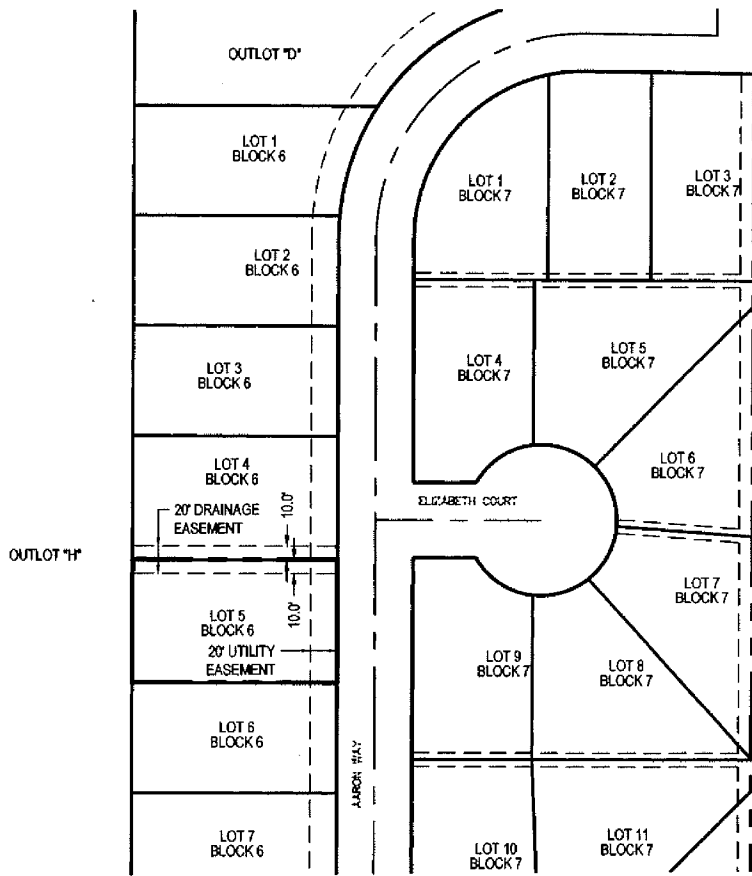 OUTLOT "D"
LOT 1
BLOCK 6
LOT 1
BLOCK 7
LOT 2
BLOCK 7
LOT 3
BLOCK 7
LOT 2
BLOCK 6
LOT 3
BLOCK 6
LOT 4
BLOCK 7
LOT 5
BLOCK 7
LOT 4
BLOCK 6
LOT 6
BLOCK 7
20' DRAINAGE
EASEMENT
10.0'
ELIZABETH COURT
OUTLOT "H"
10.0'
LOT 5
BLOCK 6
LOT 7
BLOCK 7
20' UTILITY
EASEMENT
LOT 9
BLOCK 7
LOT 8
BLOCK 7
LOT 6
BLOCK 6
AARON WAY
LOT 7
BLOCK 6
LOT 10
BLOCK 7
LOT 11
BLOCK 7